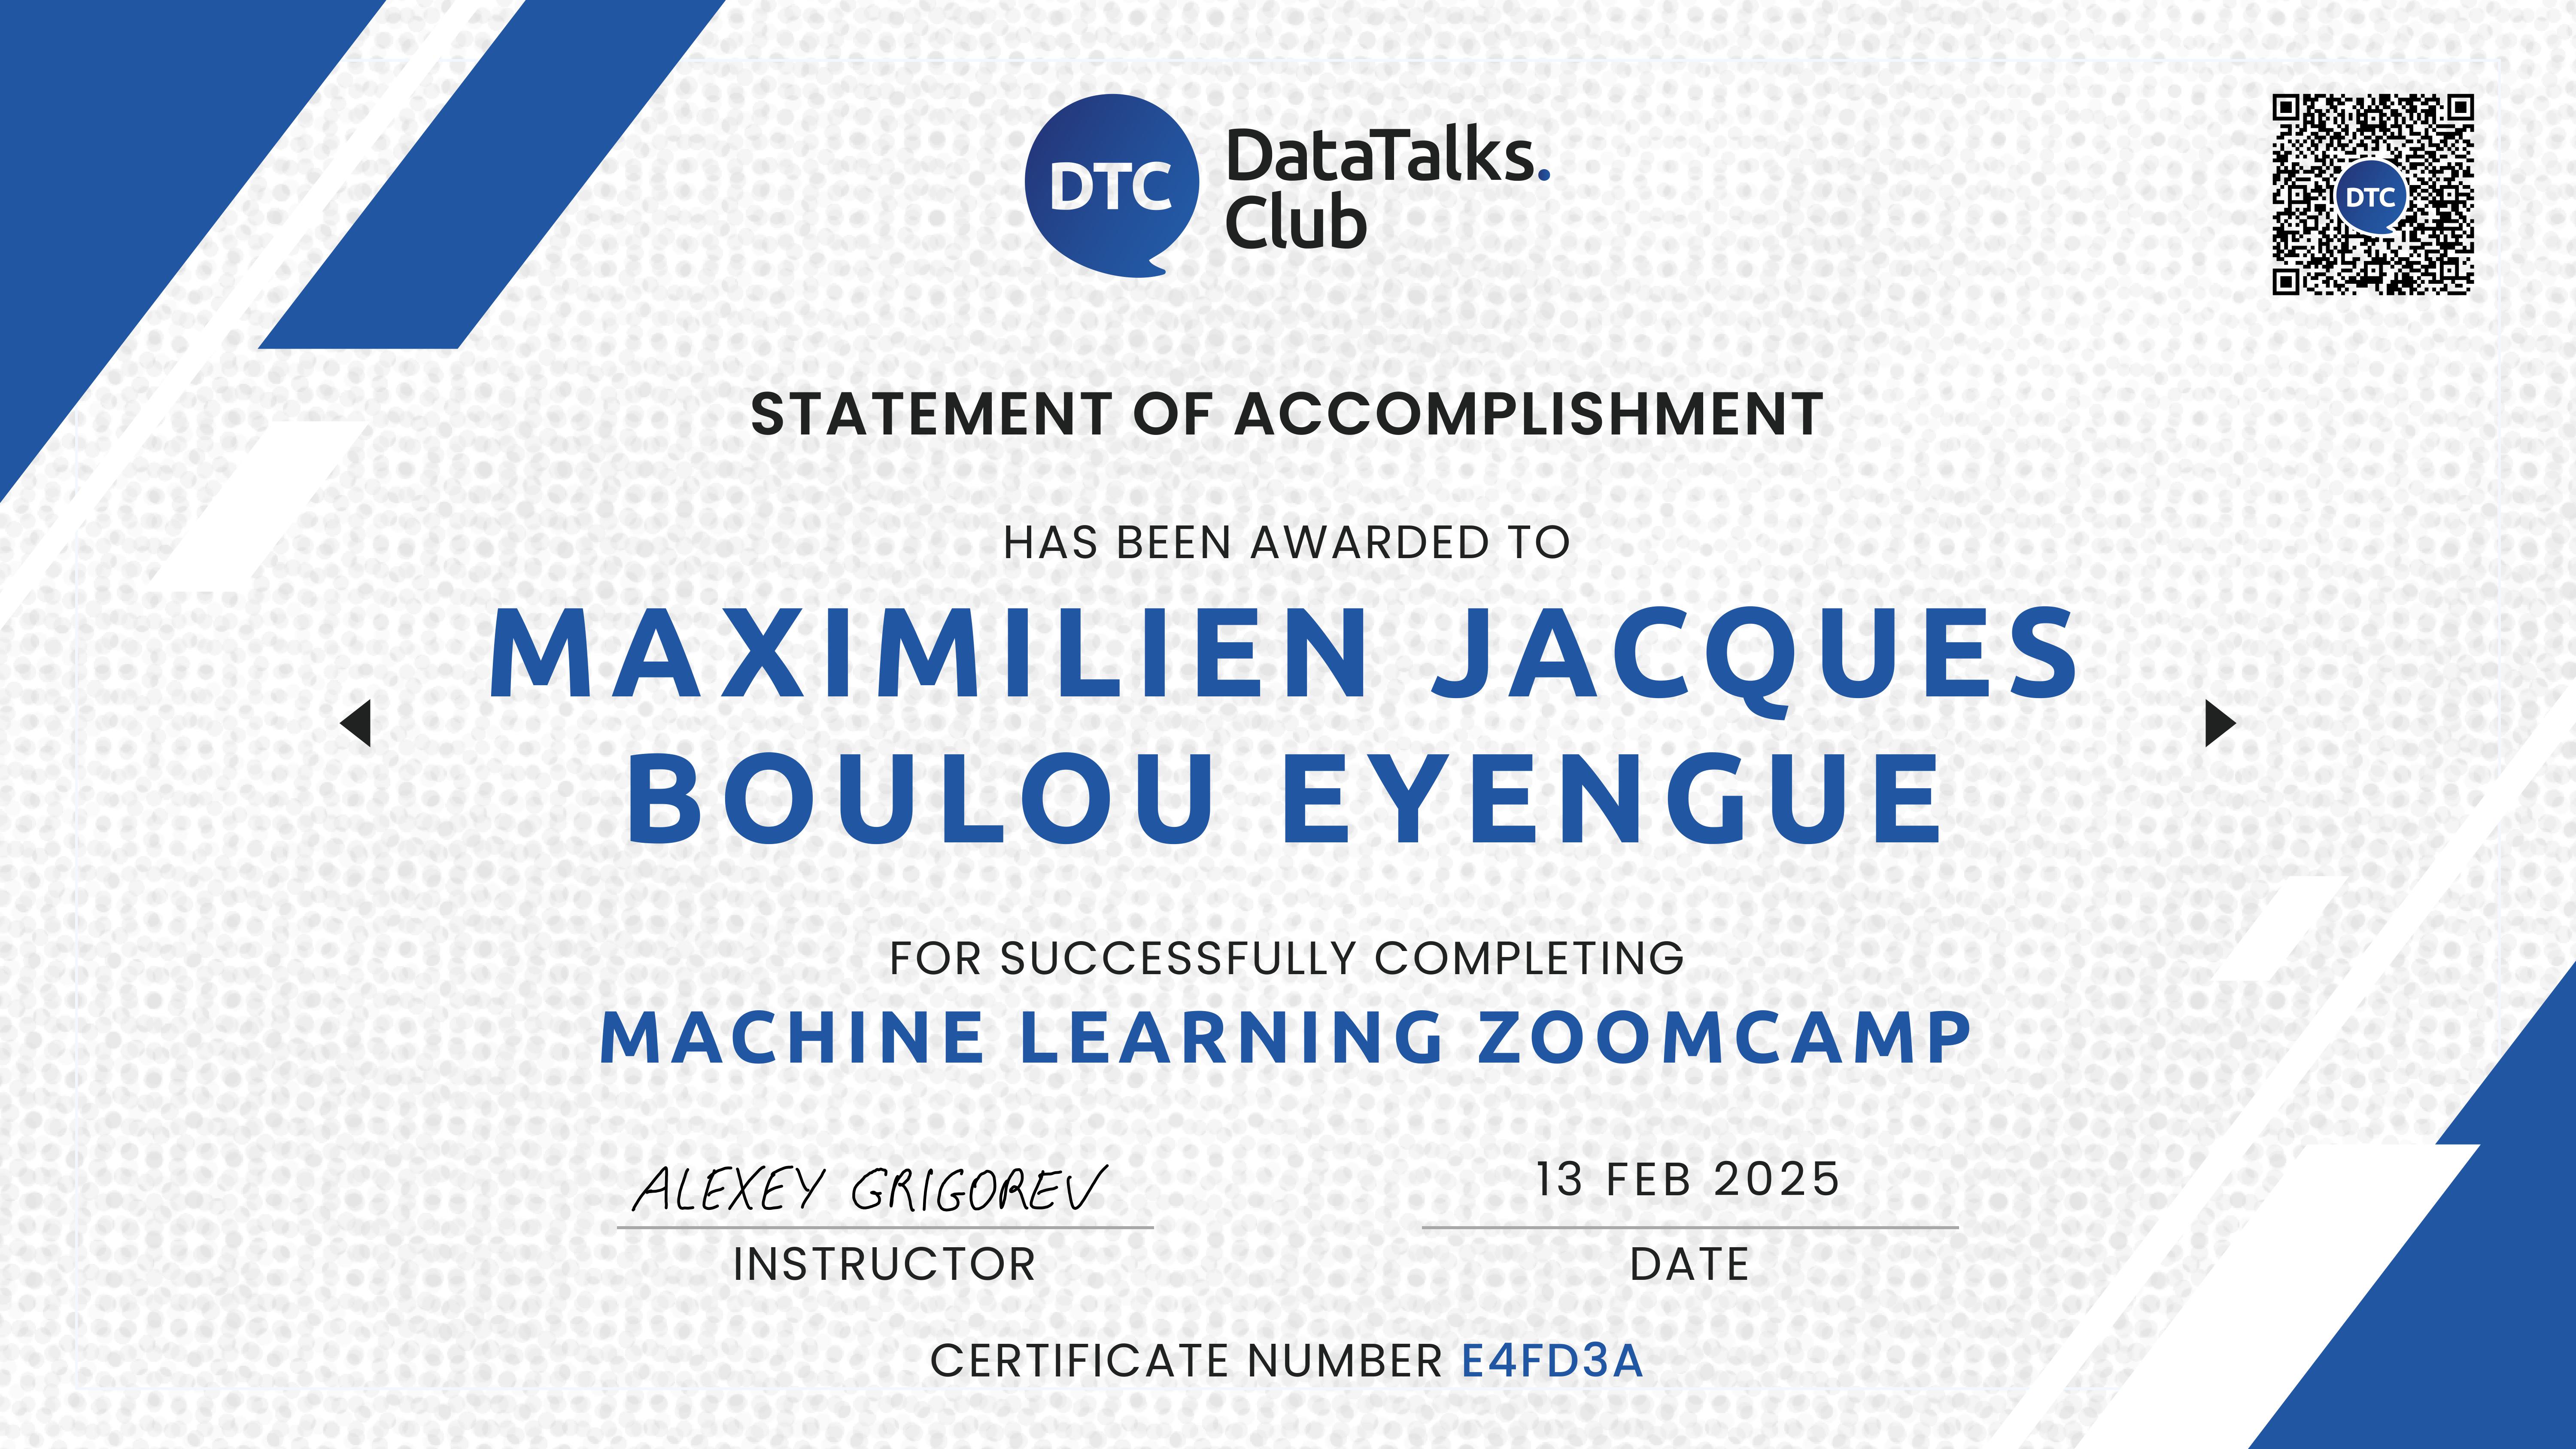 DTC
DataTalks.
Club
DTC
STATEMENT OF ACCOMPLISHMENT
HAS BEEN AWARDED TO
MAXIMILIEN JACQUES
BOULOU EYENGUE
FOR SUCCESSFULLY COMPLETING
MACHINE LEARNING ZOOMCAMP
ALEXEY GRIGOREV
INSTRUCTOR
13 FEB 2025
DATE
CERTIFICATE NUMBER E4FD3A